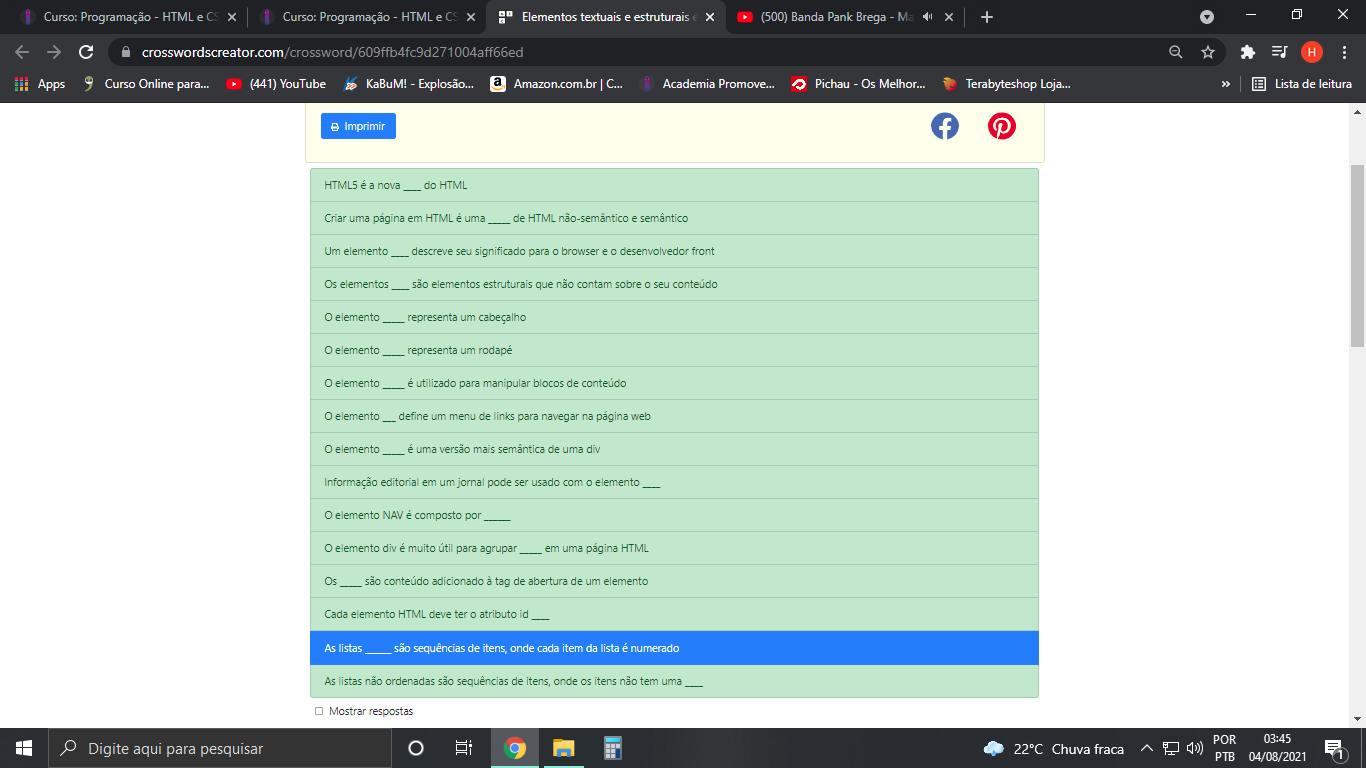 Curso: Programação - HTML e CS
Curso: Programação - HTML e CS
Elementos textuais e estruturais e
(500) Banda Pank Brega - Ma
crosswordscreator.com/crossword/609ffb4fc9d271004aff66ed
H
Apps
Curso Online para...
(441) YouTube
KaBuM! - Explosão...
Amazon.com.br | C...
Academia Promove...
Pichau - Os Melhor...
Terabyteshop Loja...
»
Lista de leitura
Imprimir
HTML5 é a nova ____ do HTML
Criar uma página em HTML é uma _____ de HTML não-semântico e semântico
Um elemento ____ descreve seu significado para o browser e o desenvolvedor front
Os elementos ____ são elementos estruturais que não contam sobre o seu conteúdo
O elemento _____ representa um cabeçalho
O elemento _____ representa um rodapé
O elemento _____ é utilizado para manipular blocos de conteúdo
O elemento ___ define um menu de links para navegar na página web
O elemento _____ é uma versão mais semântica de uma div
Informação editorial em um jornal pode ser usado com o elemento ____
O elemento NAV é composto por ______
O elemento div é muito útil para agrupar _____ em uma página HTML
Os _____ são conteúdo adicionado à tag de abertura de um elemento
Cada elemento HTML deve ter o atributo id ____
As listas ______ são sequências de itens, onde cada item da lista é numerado
As listas não ordenadas são sequências de itens, onde os itens não tem uma ____
Mostrar respostas
Digite aqui para pesquisar
22°C Chuva fraca
POR
PTB
03:45
04/08/2021
1